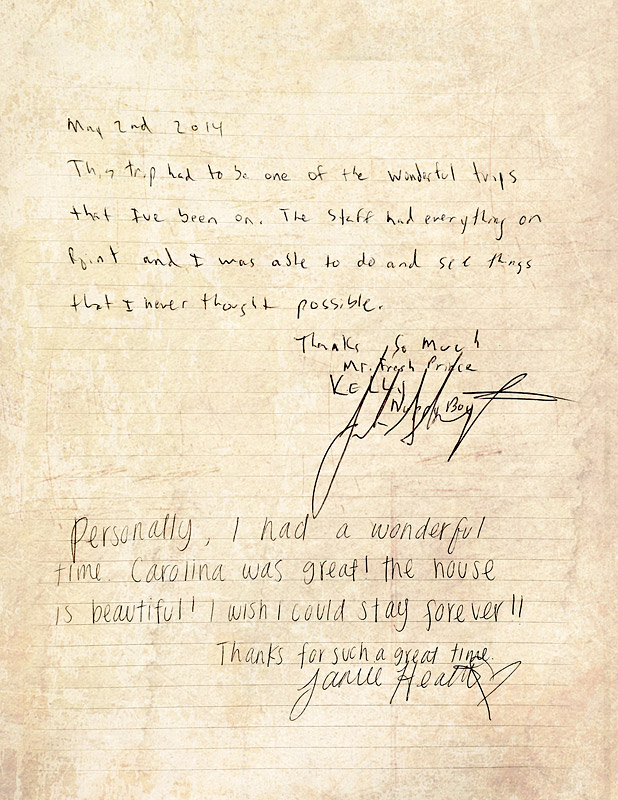 May 2nd 2014
This trip had to be one of the wonderful trips
that I've been on. The staff had everything on
Point and I was able to do and see things
that I never thought possible.
Thanks so much
Mr. Fresh Prince
KELLY
Boy
Personally, I had a wonderful
time. Carolina was great! the house
is beautiful! I wish I could stay forever!!
Thanks for such a great time.
Heath